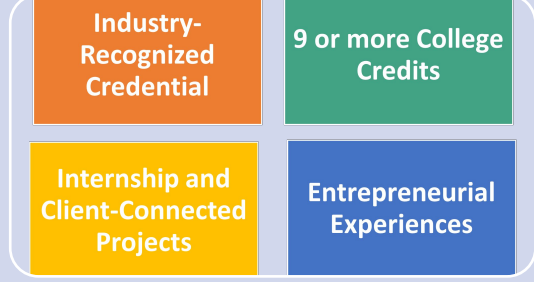 Industry-
Recognized
Credential
9 or more College
Credits
Internship and
Client-Connected
Projects
Entrepreneurial
Experiences